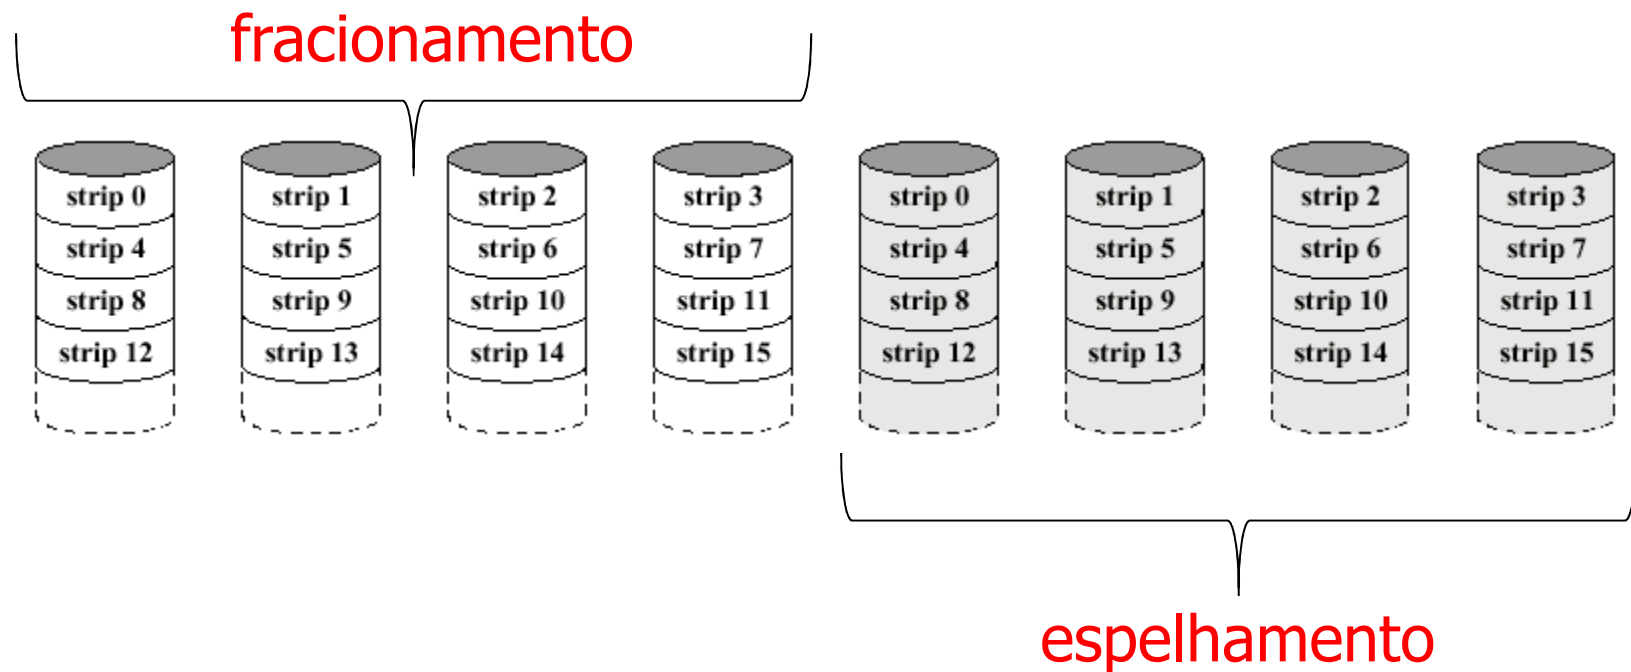 fracionamento
strip 0 strip 1 strip 2 strip 3 strip 0 strip 1 strip 2 strip 3
strip 4 strip 5 strip 6 strip 7 strip 4 strip 5 strip 6 strip 7
strip 8 strip 9 strip 10 strip 11 strip 8 strip 9 strip 10 strip 11
strip 12 strip 13 strip 14 strip 15 strip 12 strip 13 strip 14 strip 15
espelhamento